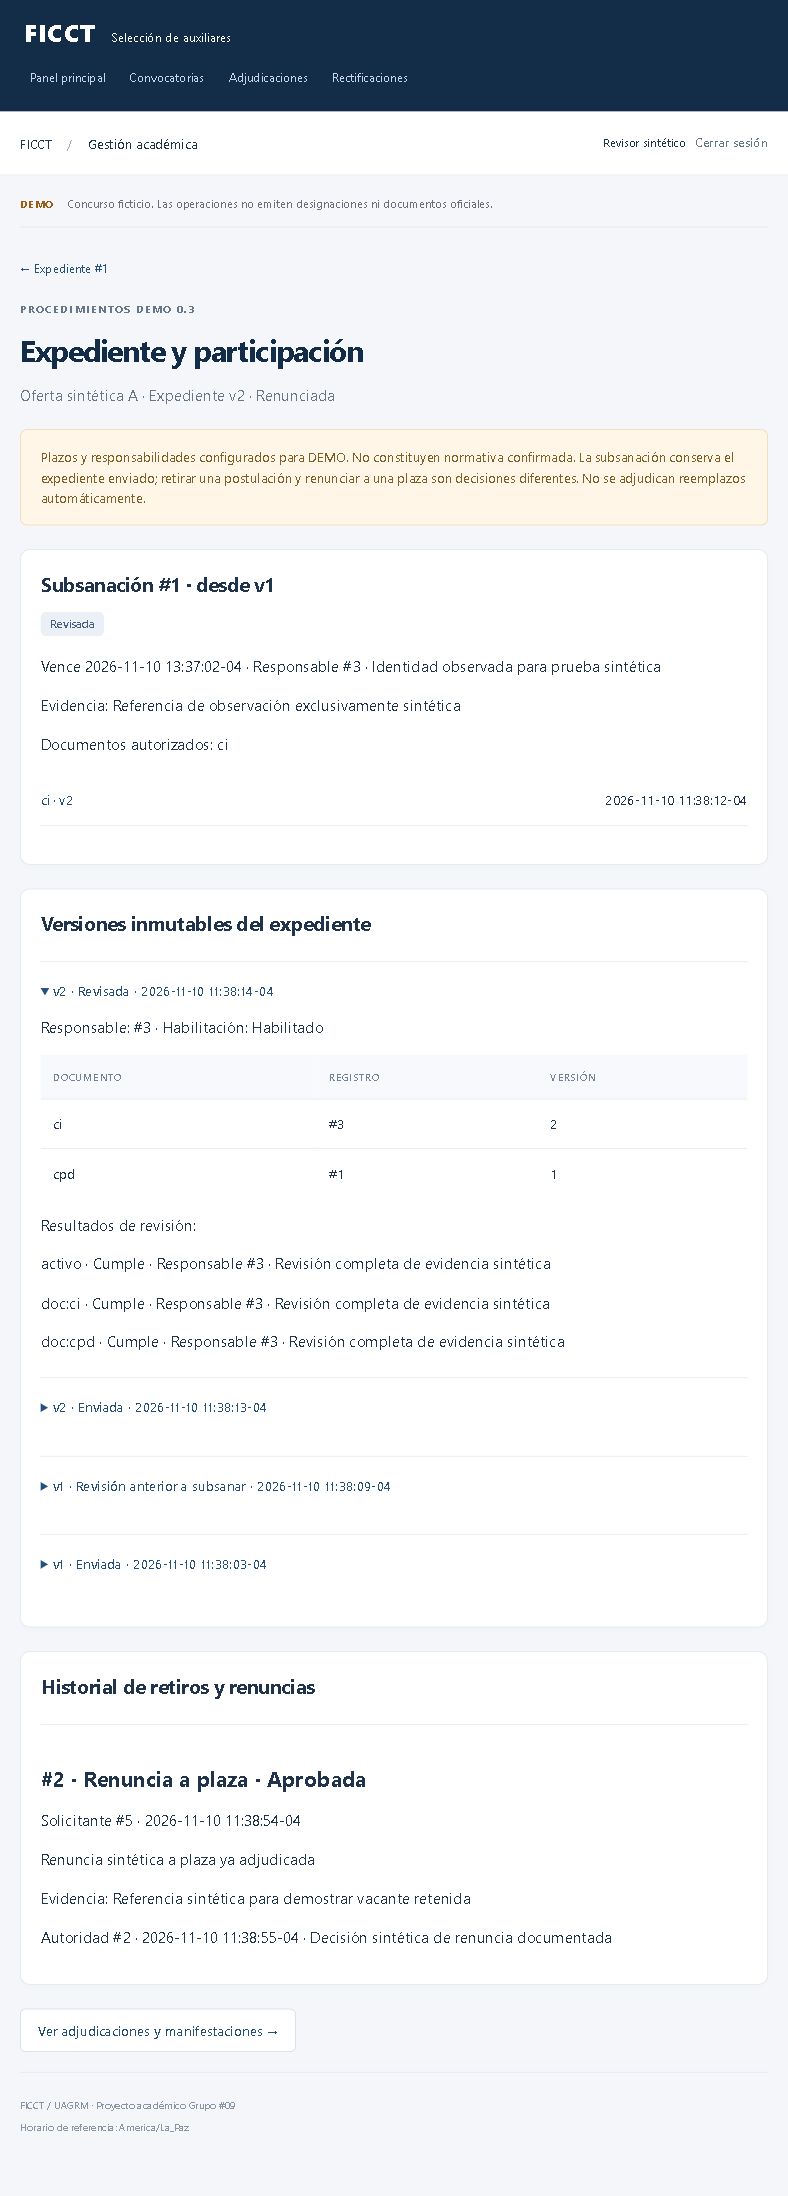 FICCT Selección de auxiliares
Panel principal Convocatorias Adjudicaciones Rectificaciones
FICCT / Gestión académica Revisor sintético Cerrar sesión
DEMO Concurso ficticio. Las operaciones no emiten designaciones ni documentos oficiales.
← Expediente #1
PROCEDIMIENTOS DEMO 0.3
Expediente y participación
Oferta sintética A · Expediente v2 · Renunciada
Plazos y responsabilidades configurados para DEMO. No constituyen normativa confirmada. La subsanación conserva el
expediente enviado; retirar una postulación y renunciar a una plaza son decisiones diferentes. No se adjudican reemplazos
automáticamente.
Subsanación #1 · desde v1
Revisada
Vence 2026-11-10 13:37:02-04 · Responsable #3 · Identidad observada para prueba sintética
Evidencia: Referencia de observación exclusivamente sintética
Documentos autorizados: ci
ci · v2 2026-11-10 11:38:12-04
Versiones inmutables del expediente
▼ v2 · Revisada · 2026-11-10 11:38:14-04
Responsable: #3 · Habilitación: Habilitado
DOCUMENTO REGISTRO VERSIÓN
ci #3 2
cpd #1 1
Resultados de revisión:
activo · Cumple · Responsable #3 · Revisión completa de evidencia sintética
doc:ci · Cumple · Responsable #3 · Revisión completa de evidencia sintética
doc:cpd · Cumple · Responsable #3 · Revisión completa de evidencia sintética
▶ v2 · Enviada · 2026-11-10 11:38:13-04
▶ v1 · Revisión anterior a subsanar · 2026-11-10 11:38:09-04
▶ v1 · Enviada · 2026-11-10 11:38:03-04
Historial de retiros y renuncias
#2 · Renuncia a plaza · Aprobada
Solicitante #5 · 2026-11-10 11:38:54-04
Renuncia sintética a plaza ya adjudicada
Evidencia: Referencia sintética para demostrar vacante retenida
Autoridad #2 · 2026-11-10 11:38:55-04 · Decisión sintética de renuncia documentada
Ver adjudicaciones y manifestaciones →
FICCT / UAGRM · Proyecto académico Grupo #09
Horario de referencia: America/La_Paz